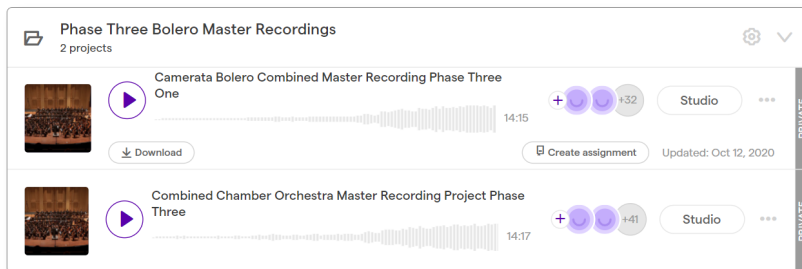 Phase Three Bolero Master Recordings
2 projects
Camerata Bolero Combined Master Recording Phase Three
One
+32
Studio
14:15
Download
Create assignment
Updated: Oct 12, 2020
PRIVATE
Combined Chamber Orchestra Master Recording Project Phase
Three
+41
Studio
14:17
PRIVATE